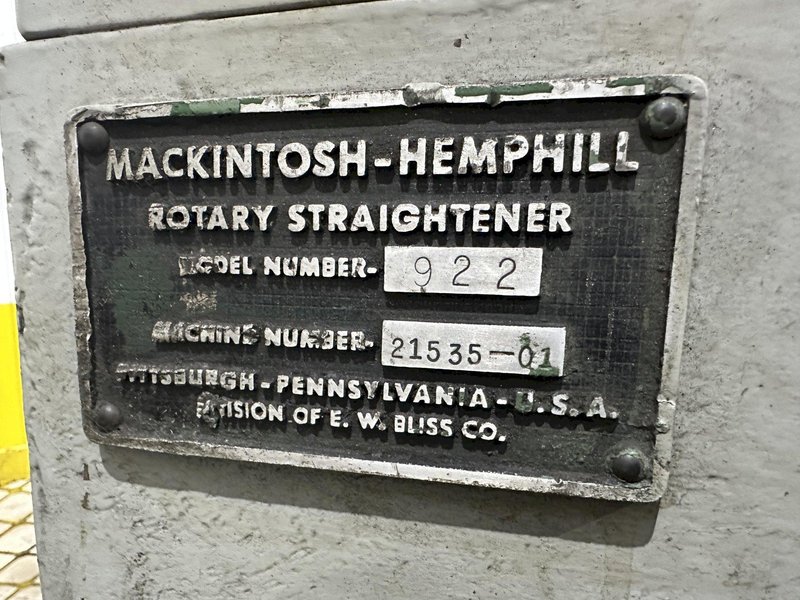 MACKINTOSH-HEMPHILL
ROTARY STRAIGHTENER
MODEL NUMBER- 922
MACHINE NUMBER- 21535-01
PITTSBURGH-PENNSYLVANIA-U.S.A.
DIVISION OF E. W. BLISS CO.